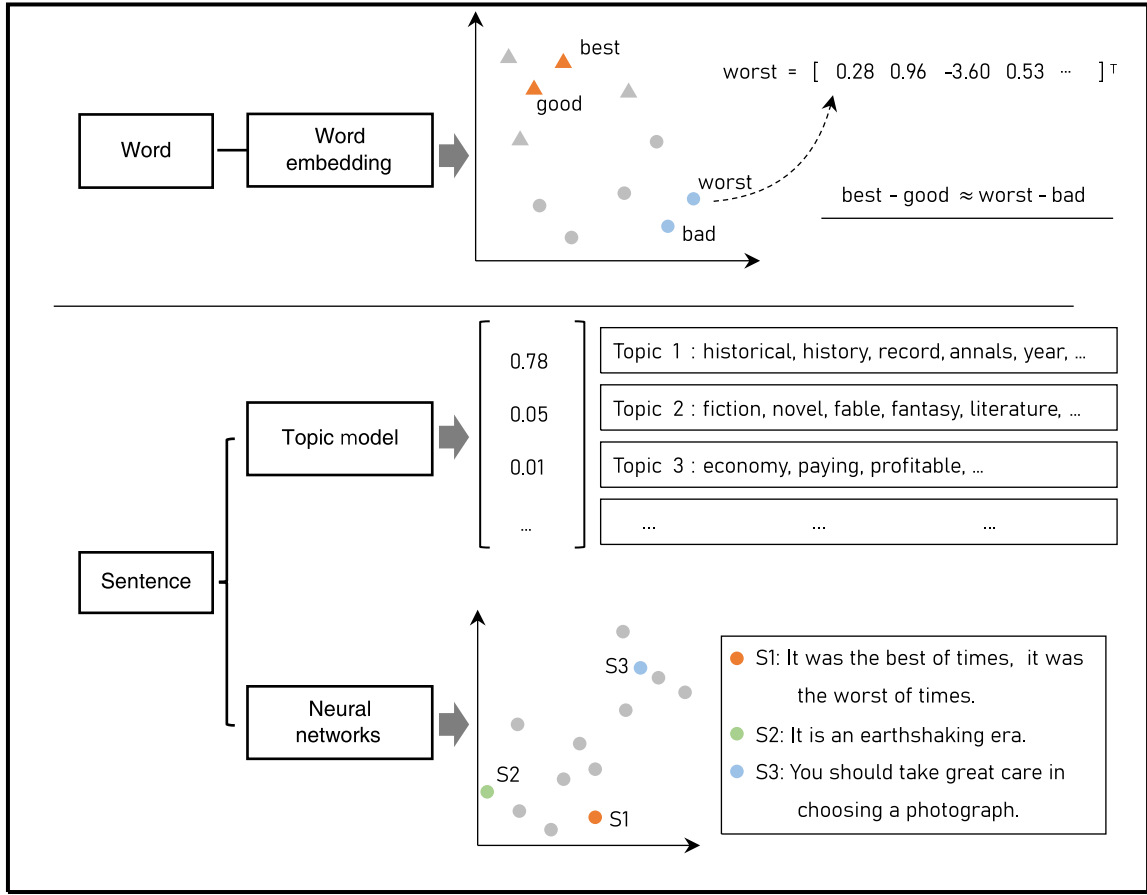 best
good
worst = [ 0.28 0.96 -3.60 0.53 ... ]ᵀ
Word
Word
embedding
worst
bad
best - good ≈ worst - bad
0.78
0.05
0.01
...
Topic 1 : historical, history, record, annals, year, ...
Topic 2 : fiction, novel, fable, fantasy, literature, ...
Topic 3 : economy, paying, profitable, ...
... ... ...
Topic model
Sentence
Neural
networks
S3
S2
S1
S1: It was the best of times, it was
the worst of times.
S2: It is an earthshaking era.
S3: You should take great care in
choosing a photograph.